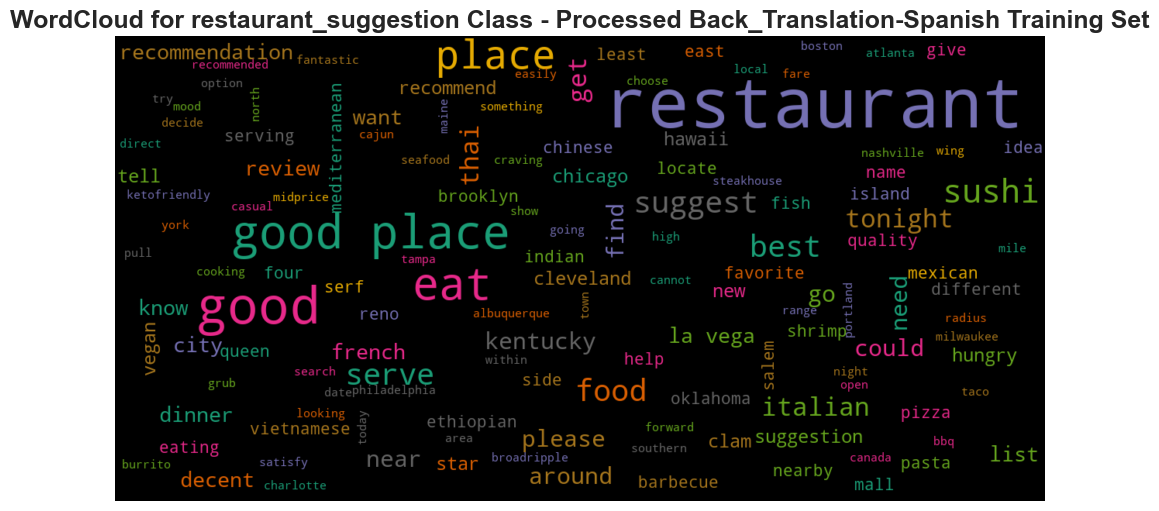 WordCloud for restaurant_suggestion Class - Processed Back_Translation-Spanish Training Set
recommendation fantastic place least east boston atlanta give
recommended easily get choose local fare
option recommend
try mood north mediterranean want something
decide maine hawaii restaurant
direct serving cajun thai chinese nashville wing idea
tell review seafood craving chicago locate name
ketofriendly midprice brooklyn steakhouse island sushi
casual show suggest fish
york good place going find tonight
pull tampa indian high best quality mile
cooking four eat cleveland cannot favorite mexican
serf new go need different
know good reno albuquerque town range portland radius
vegan city queen french kentucky la vega shrimp milwaukee
within help could hungry
search serve salem night
grub date philadelphia side food open taco
oklahoma
dinner looking ethiopian italian pizza
vietnamese today area please forward suggestion
eating near southern clam bbq
burrito satisfy star broadripple nearby canada pasta list
decent charlotte around barbecue mall